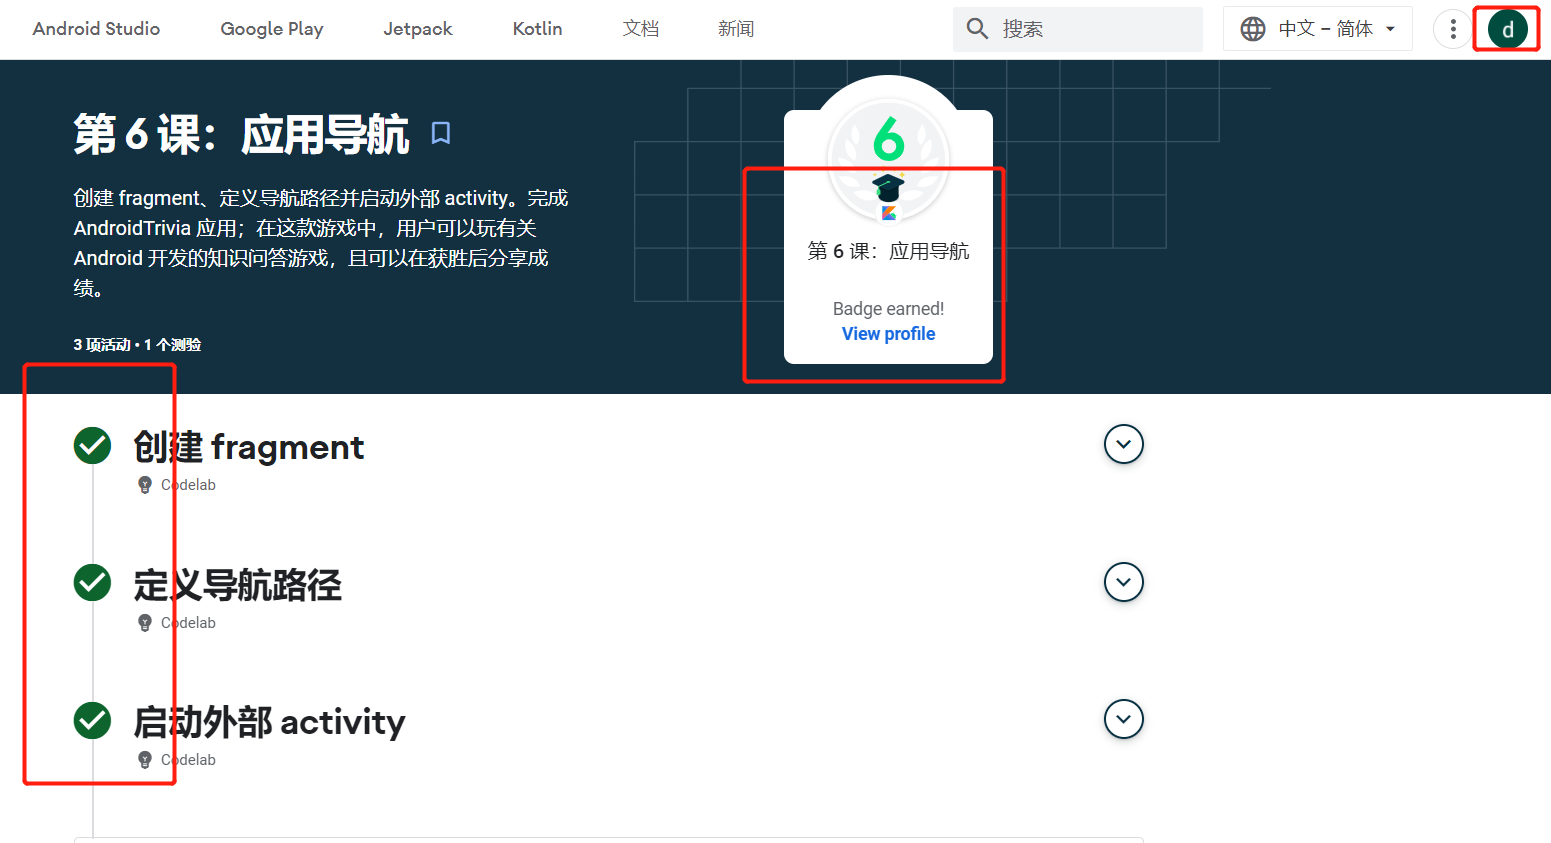 Android Studio Google Play Jetpack Kotlin 文档 新闻 搜索 中文 – 简体 d
第 6 课：应用导航
创建 fragment、定义导航路径并启动外部 activity。完成
AndroidTrivia 应用；在这款游戏中，用户可以玩有关
Android 开发的知识问答游戏，且可以在获胜后分享成
绩。
3 项活动 • 1 个测验
6
第 6 课：应用导航
Badge earned!
View profile
创建 fragment
Codelab
定义导航路径
Codelab
启动外部 activity
Codelab